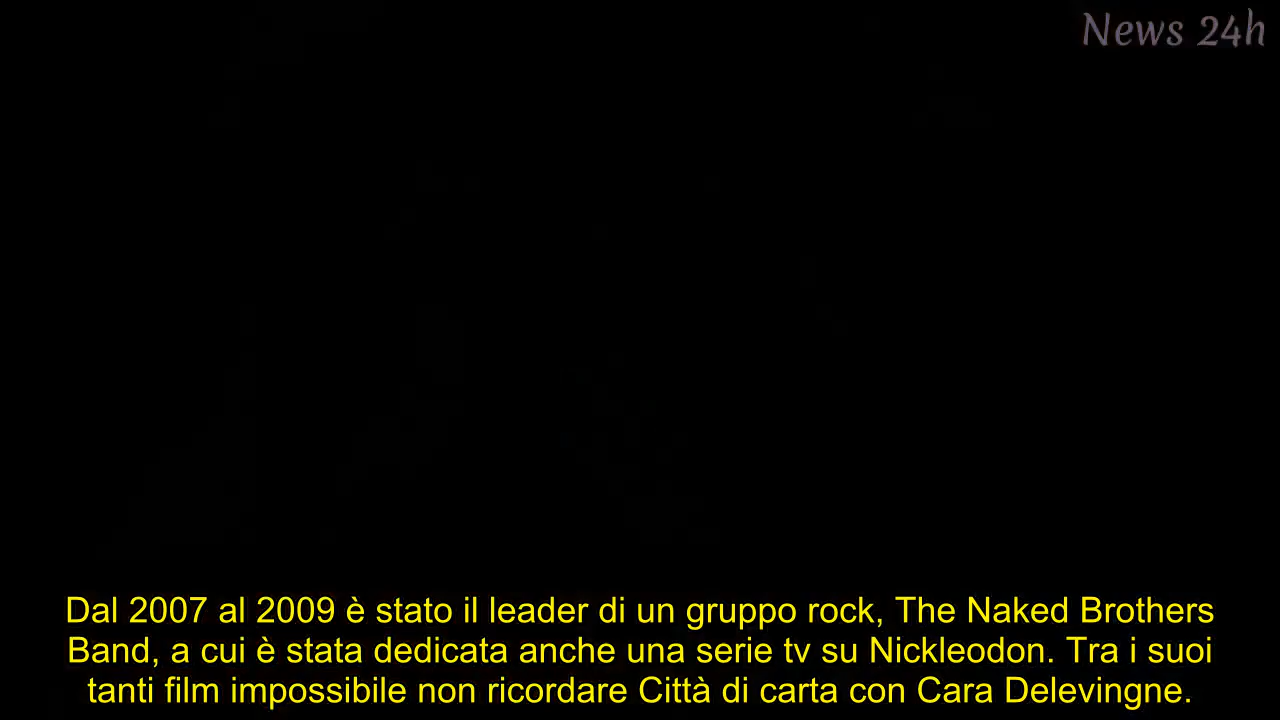 News 24h
Dal 2007 al 2009 è stato il leader di un gruppo rock, The Naked Brothers
Band, a cui è stata dedicata anche una serie tv su Nickleodon. Tra i suoi
tanti film impossibile non ricordare Città di carta con Cara Delevingne.